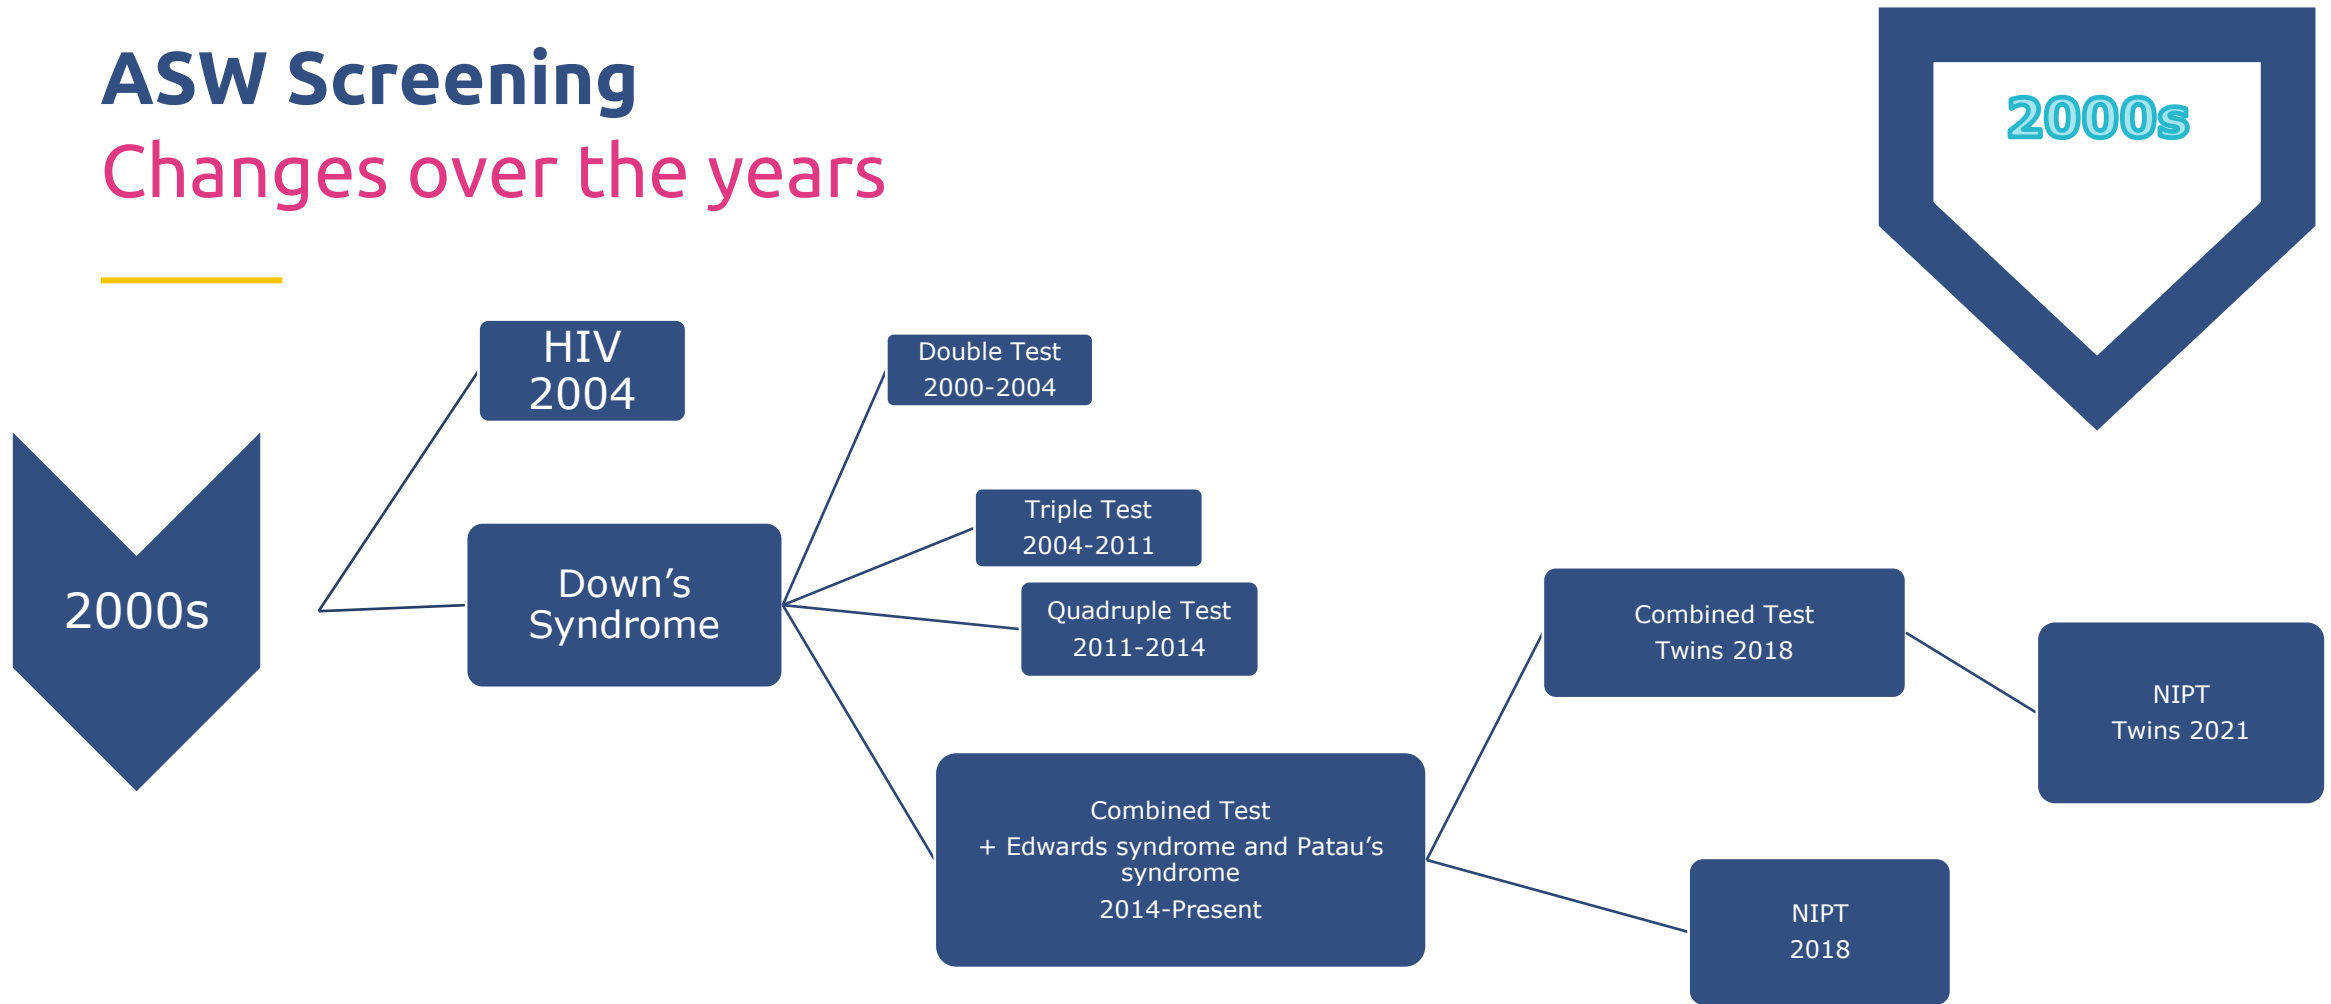 ASW Screening
Changes over the years
2000s
2000s
HIV
2004
Down’s
Syndrome
Double Test
2000-2004
Triple Test
2004-2011
Quadruple Test
2011-2014
Combined Test
+ Edwards syndrome and Patau’s
syndrome
2014-Present
Combined Test
Twins 2018
NIPT
Twins 2021
NIPT
2018